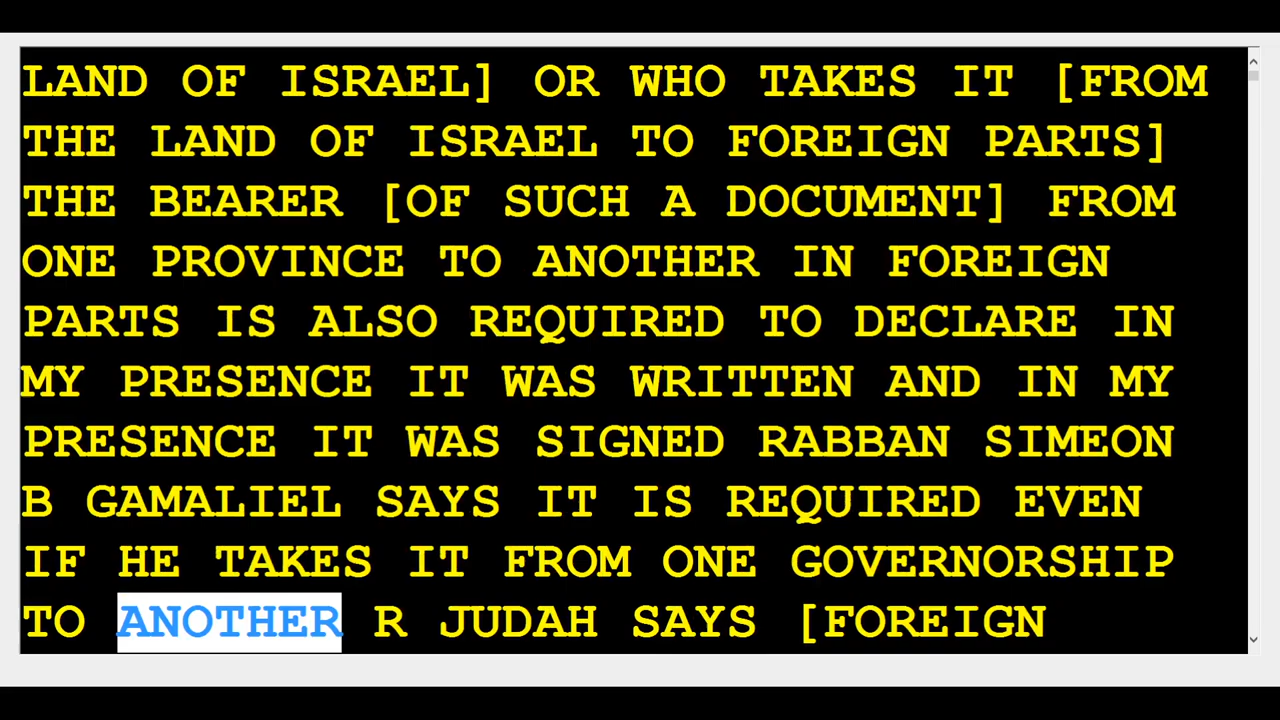 LAND OF ISRAEL] OR WHO TAKES IT [FROM
THE LAND OF ISRAEL TO FOREIGN PARTS]
THE BEARER [OF SUCH A DOCUMENT] FROM
ONE PROVINCE TO ANOTHER IN FOREIGN
PARTS IS ALSO REQUIRED TO DECLARE IN
MY PRESENCE IT WAS WRITTEN AND IN MY
PRESENCE IT WAS SIGNED RABBAN SIMEON
B GAMALIEL SAYS IT IS REQUIRED EVEN
IF HE TAKES IT FROM ONE GOVERNORSHIP
TO ANOTHER R JUDAH SAYS [FOREIGN